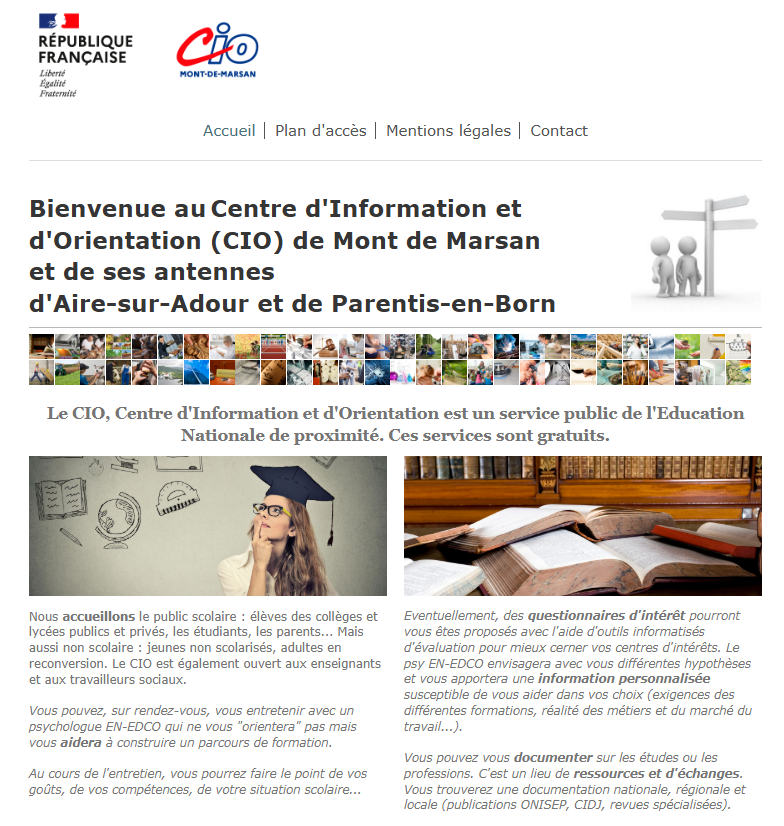 RÉPUBLIQUE
FRANÇAISE
Liberté
Égalité
Fraternité
Cio
MONT-DE-MARSAN
Accueil
Plan d'accès
Mentions légales
Contact
Bienvenue au Centre d'Information et
d'Orientation (CIO) de Mont de Marsan
et de ses antennes
d'Aire-sur-Adour et de Parentis-en-Born
Le CIO, Centre d'Information et d'Orientation est un service public de l'Education
Nationale de proximité. Ces services sont gratuits.
Nous accueillons le public scolaire : élèves des collèges et
lycées publics et privés, les étudiants, les parents... Mais
aussi non scolaire : jeunes non scolarisés, adultes en
reconversion. Le CIO est également ouvert aux enseignants
et aux travailleurs sociaux.
Vous pouvez, sur rendez-vous, vous entretenir avec un
psychologue EN-EDCO qui ne vous "orientera" pas mais
vous aidera à construire un parcours de formation.
Au cours de l'entretien, vous pourrez faire le point de vos
goûts, de vos compétences, de votre situation scolaire...
Eventuellement, des questionnaires d'intérêt pourront
vous êtes proposés avec l'aide d'outils informatisés
d'évaluation pour mieux cerner vos centres d'intérêts. Le
psy EN-EDCO envisagera avec vous différentes hypothèses
et vous apportera une information personnalisée
susceptible de vous aider dans vos choix (exigences des
différentes formations, réalité des métiers et du marché du
travail...).
Vous pouvez vous documenter sur les études ou les
professions. C'est un lieu de ressources et d'échanges.
Vous trouverez une documentation nationale, régionale et
locale (publications ONISEP, CIDJ, revues spécialisées).